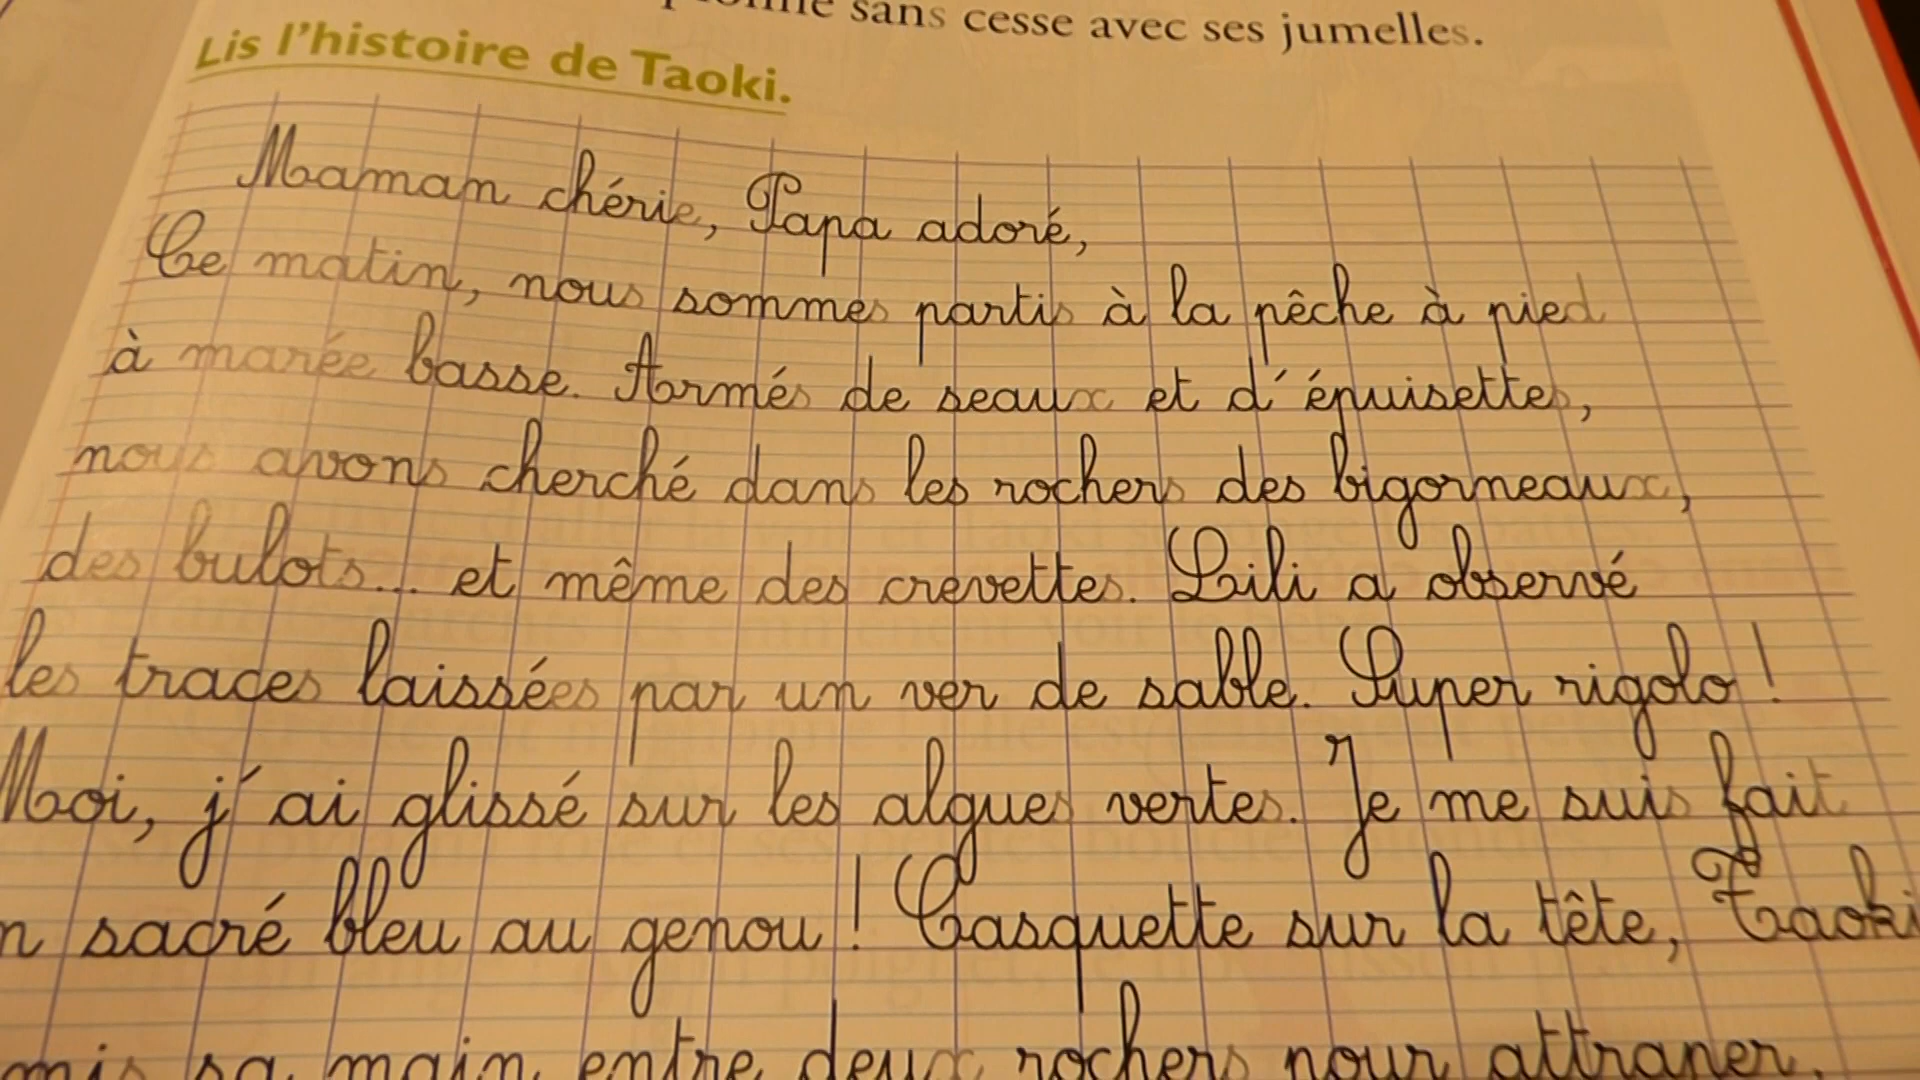 sans cesse avec ses jumelles.
Lis l'histoire de Taoki.
Maman chérie, Papa adoré,
Ce matin, nous sommes partis à la pêche à pied
à marée basse. Armés de seaux et d'épuisettes,
nous avons cherché dans les rochers des bigorneaux,
des bulots... et même des crevettes. Lili a observé
les traces laissées par un ver de sable. Super rigolo !
Moi, j'ai glissé sur les algues vertes. Je me suis fait
n sacré bleu au genou ! Casquette sur la tête, Taoki
mis sa main entre deux rochers pour attraper